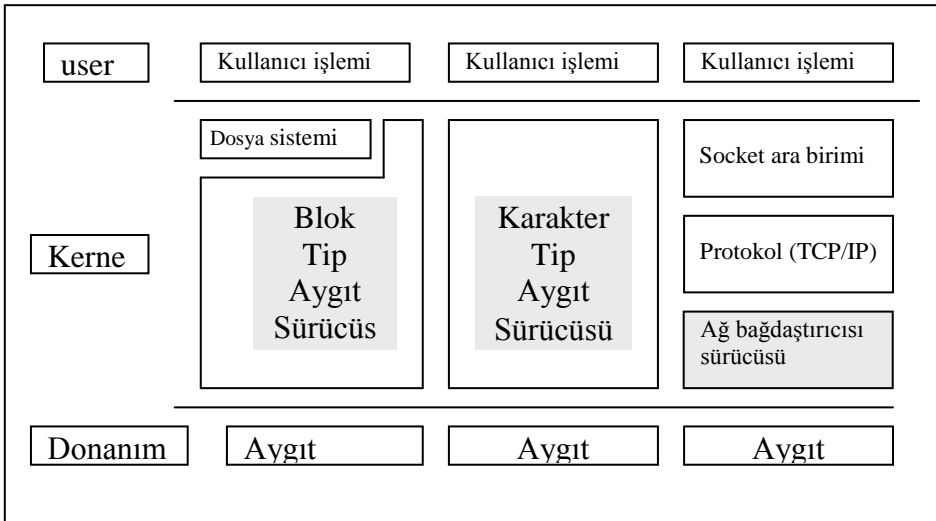 user
Kullanıcı işlemi
Kullanıcı işlemi
Kullanıcı işlemi
Kerne
Dosya sistemi
Blok
Tip
Aygıt
Sürücüs
Karakter
Tip
Aygıt
Sürücüsü
Socket ara birimi
Protokol (TCP/IP)
Ağ bağdaştırıcısı
sürücüsü
Donanım
Aygıt
Aygıt
Aygıt